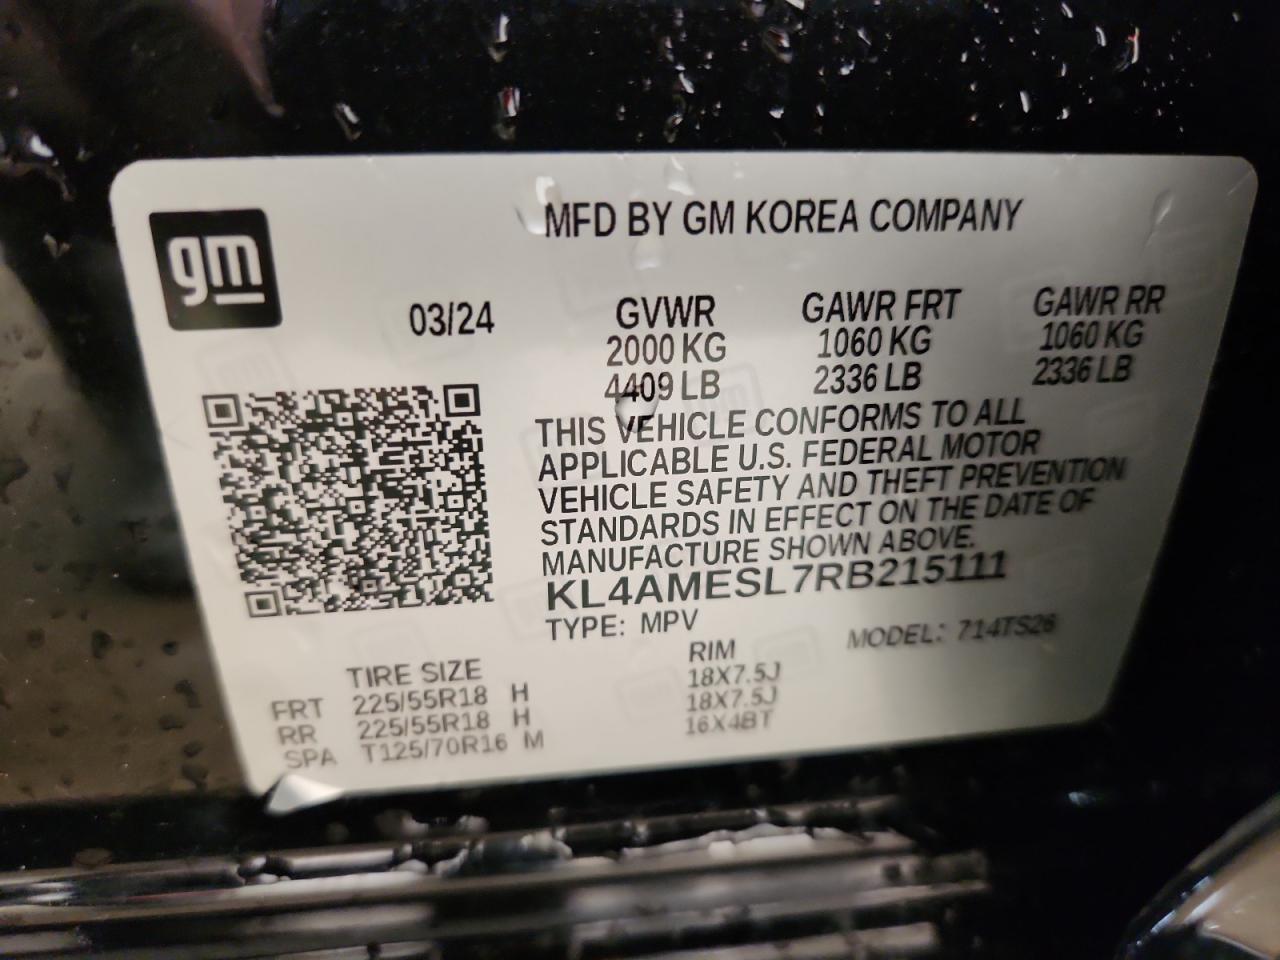 gm
MFD BY GM KOREA COMPANY
03/24 GVWR GAWR FRT GAWR RR
2000 KG 1060 KG 1060 KG
4409 LB 2336 LB 2336 LB
THIS VEHICLE CONFORMS TO ALL
APPLICABLE U.S. FEDERAL MOTOR
VEHICLE SAFETY AND THEFT PREVENTION
STANDARDS IN EFFECT ON THE DATE OF
MANUFACTURE SHOWN ABOVE.
KL4AMESL7RB215111
TYPE: MPV MODEL: 714TS26
TIRE SIZE RIM
FRT 225/55R18 H 18X7.5J
RR 225/55R18 H 18X7.5J
SPA T125/70R16 M 16X4BT